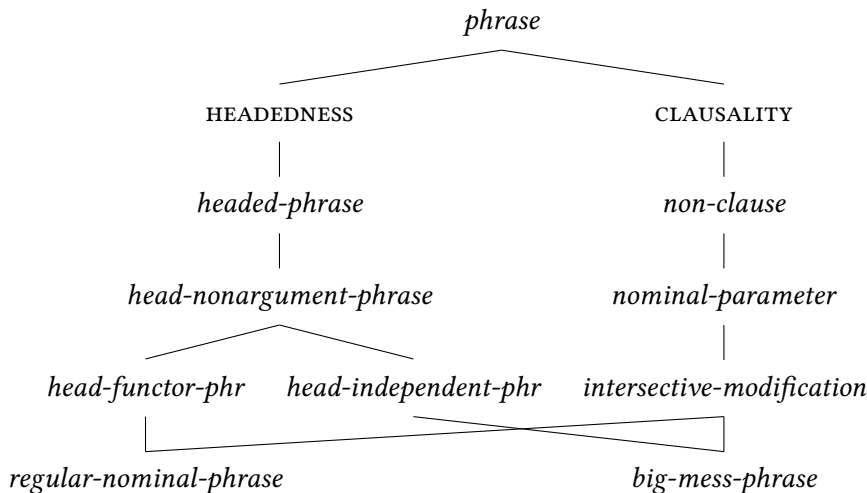 phrase
HEADEDNESS CLAUSALITY
headed-phrase non-clause
head-nonargument-phrase nominal-parameter
head-functor-phr head-independent-phr intersective-modification
regular-nominal-phrase big-mess-phrase